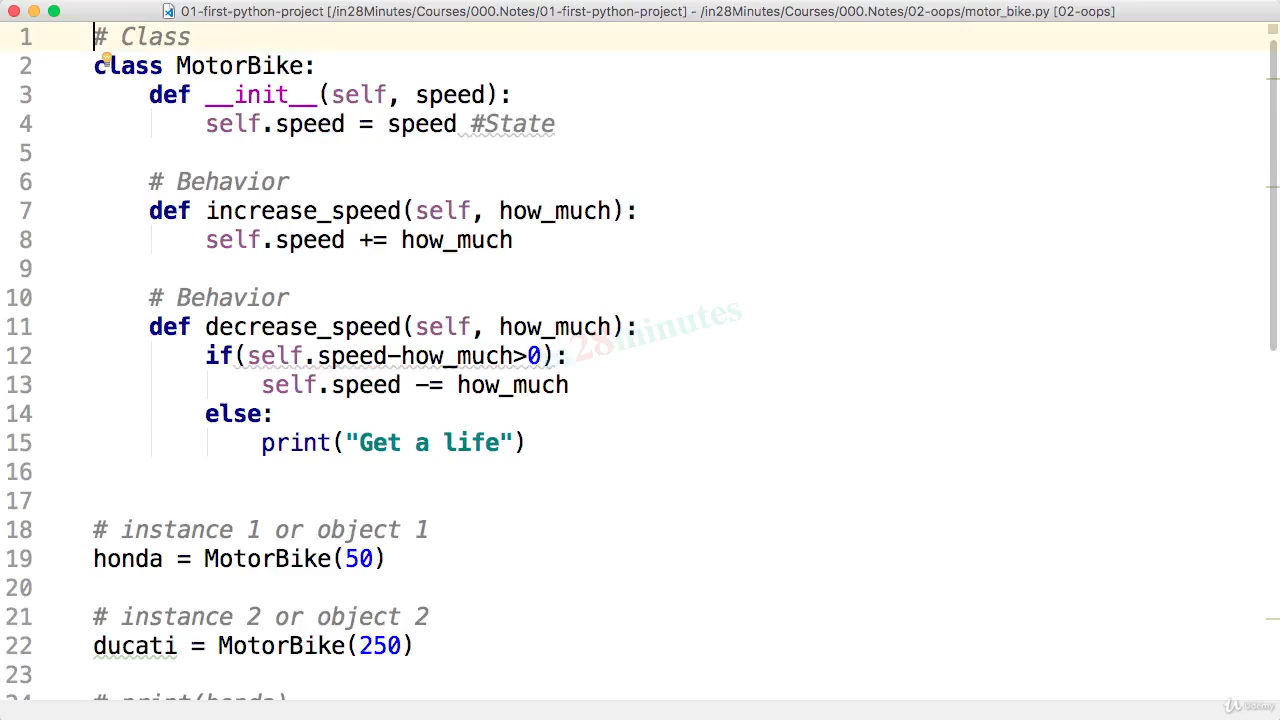 01-first-python-project [/in28Minutes/Courses/000.Notes/01-first-python-project] - /in28minutes/Courses/000.Notes/02-oops/motor_bike.py [02-oops]
1 # Class
2 class MotorBike:
3 def __init__(self, speed):
4 self.speed = speed #State
5
6 # Behavior
7 def increase_speed(self, how_much):
8 self.speed += how_much
9
10 # Behavior
11 def decrease_speed(self, how_much):
12 if(self.speed-how_much>0):
13 self.speed -= how_much
14 else:
15 print("Get a life")
16
17
18 # instance 1 or object 1
19 honda = MotorBike(50)
20
21 # instance 2 or object 2
22 ducati = MotorBike(250)
23
24 # print(honda)
28minutes
Udemy